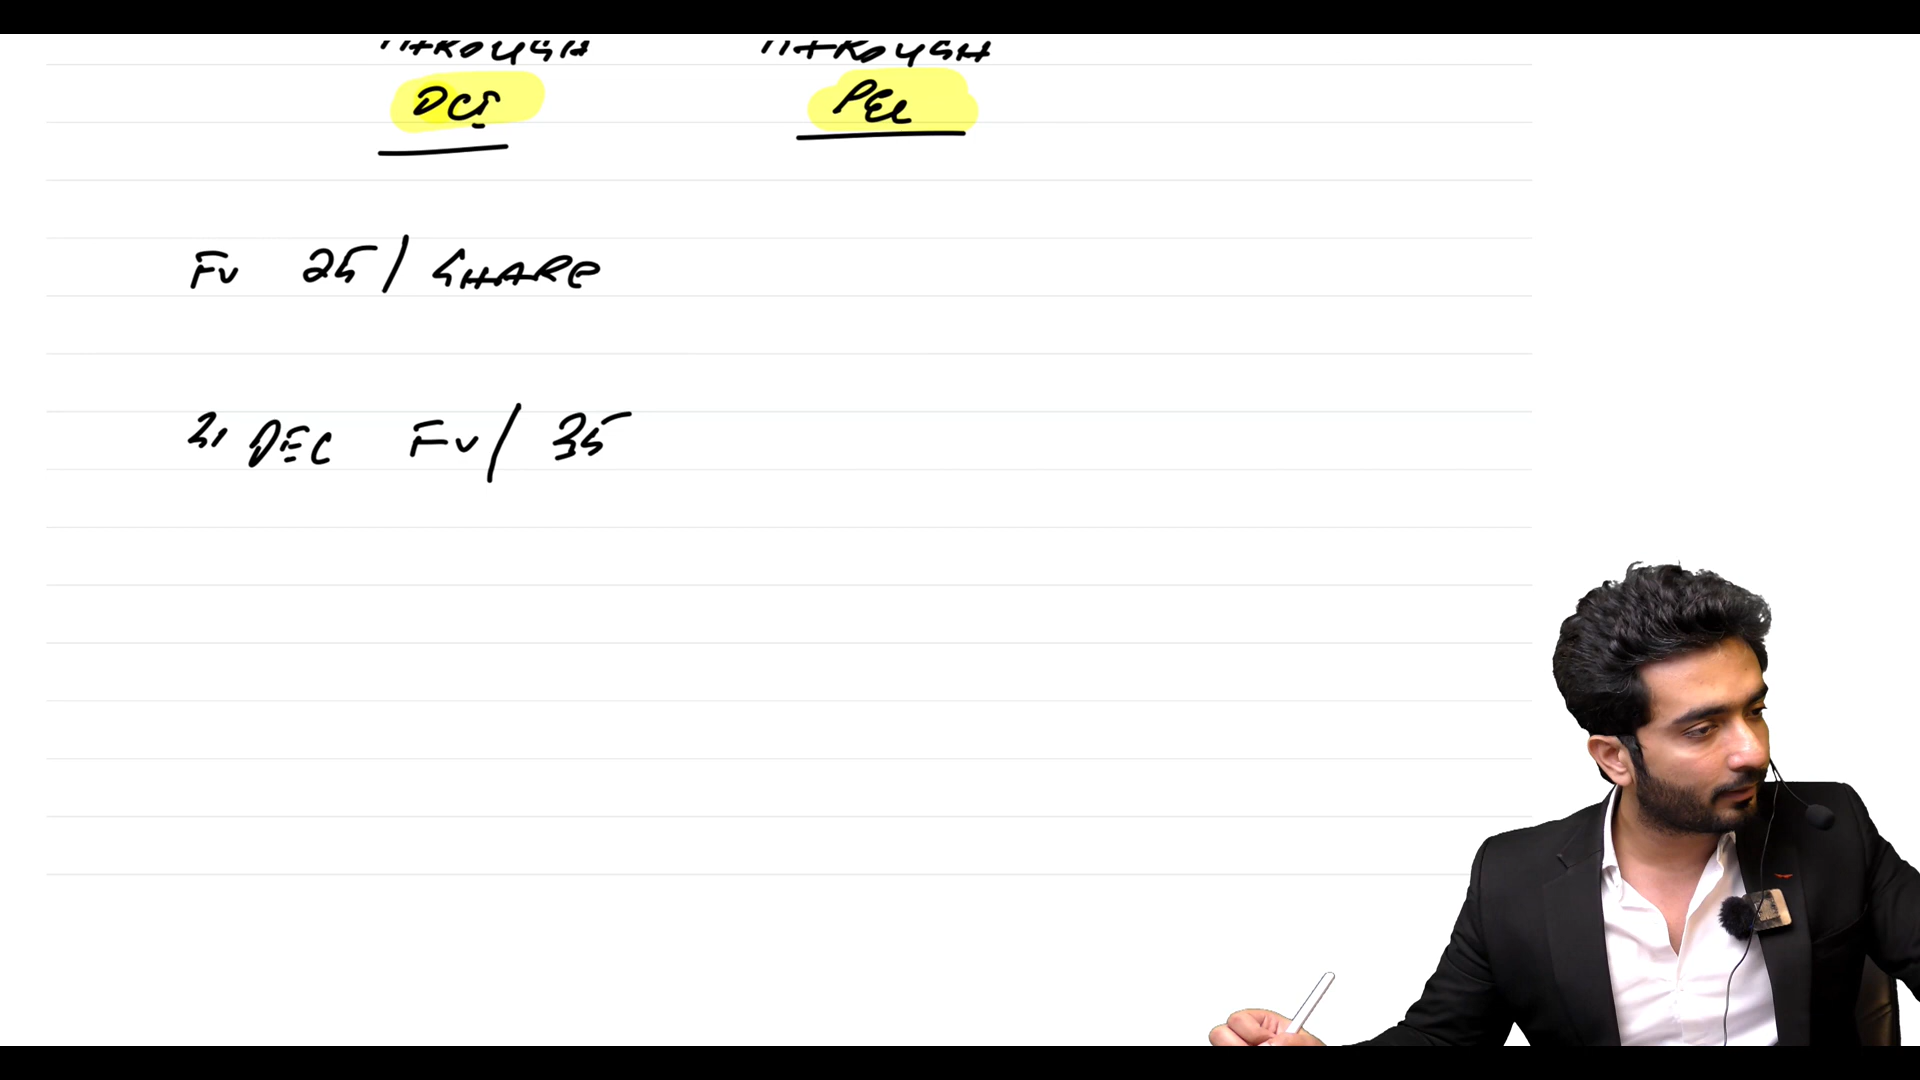 THROUGH THROUGH
OCI PEL
FV 25 / SHARE
31 DEC FV / 35